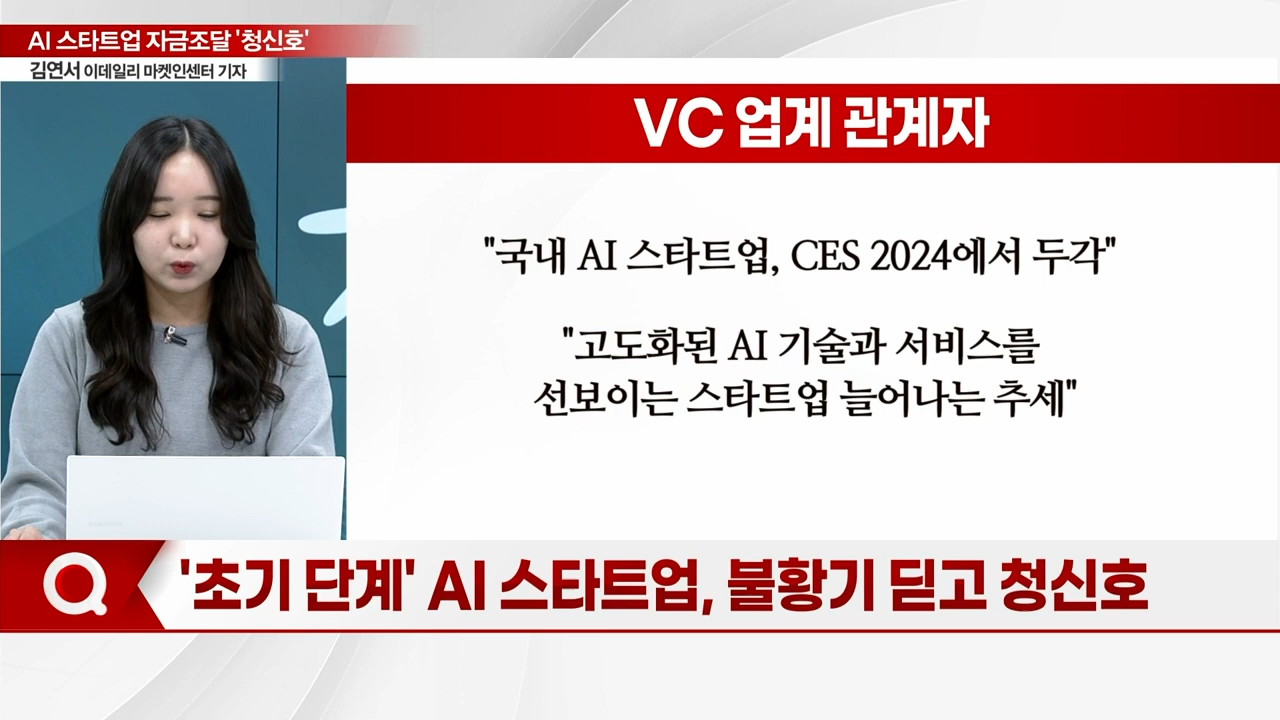 AI 스타트업 자금조달 '청신호'
김연서 이데일리 마켓인센터 기자
VC 업계 관계자
"국내 AI 스타트업, CES 2024에서 두각"
"고도화된 AI 기술과 서비스를
선보이는 스타트업 늘어나는 추세"
'초기 단계' AI 스타트업, 불황기 딛고 청신호